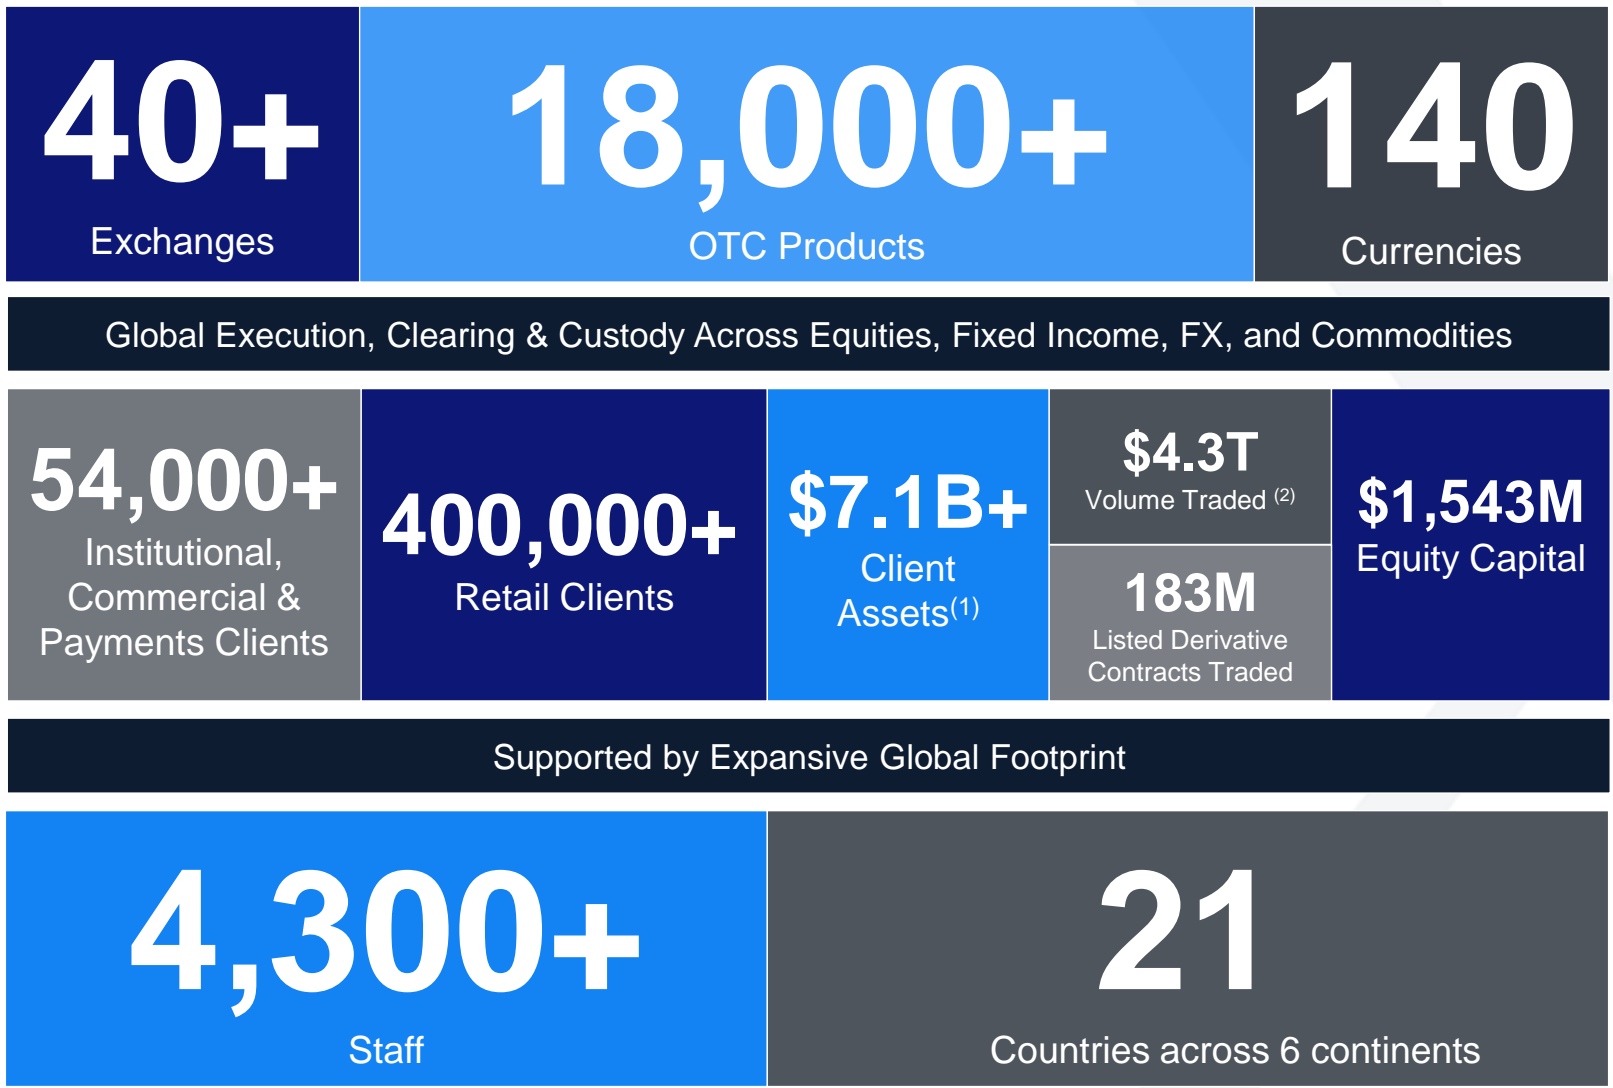 40+
Exchanges
18,000+
OTC Products
140
Currencies
Global Execution, Clearing & Custody Across Equities, Fixed Income, FX, and Commodities
54,000+
Institutional,
Commercial &
Payments Clients
400,000+
Retail Clients
$7.1B+
Client
Assets(1)
$4.3T
Volume Traded (2)
183M
Listed Derivative
Contracts Traded
$1,543M
Equity Capital
Supported by Expansive Global Footprint
4,300+
Staff
21
Countries across 6 continents